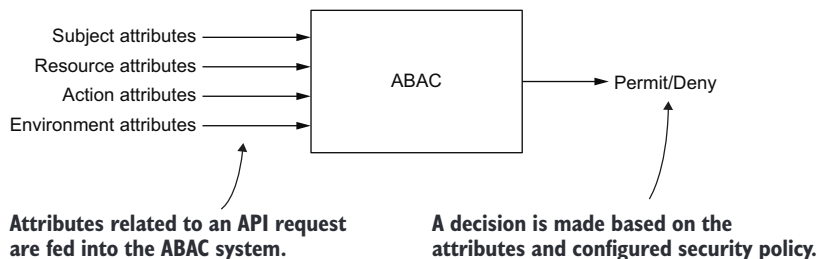 Subject attributes
Resource attributes
Action attributes
Environment attributes
ABAC
Permit/Deny
Attributes related to an API request
are fed into the ABAC system.
A decision is made based on the
attributes and configured security policy.